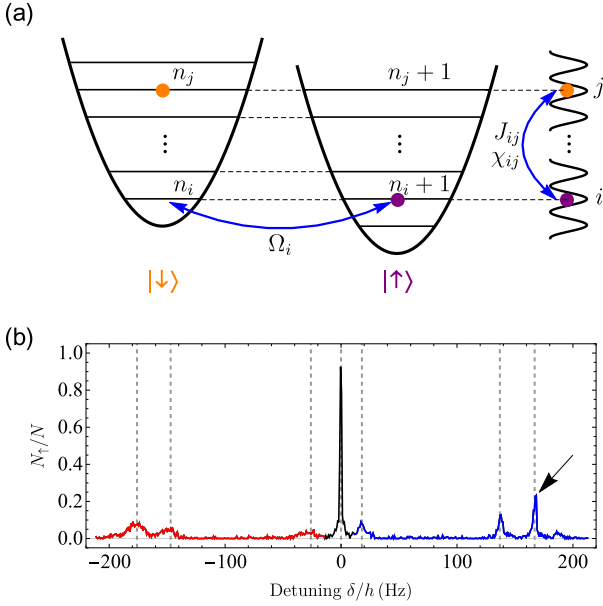 (a)
n_j n_j + 1 j
⋮ ⋮ J_ij ⋮
χ_ij
n_i n_i + 1 i
Ω_i
|↓⟩ |↑⟩
(b)
1.0
0.8
0.6
0.4
0.2
0.0
N_↑/N
−200 −100 0 100 200
Detuning δ/h (Hz)